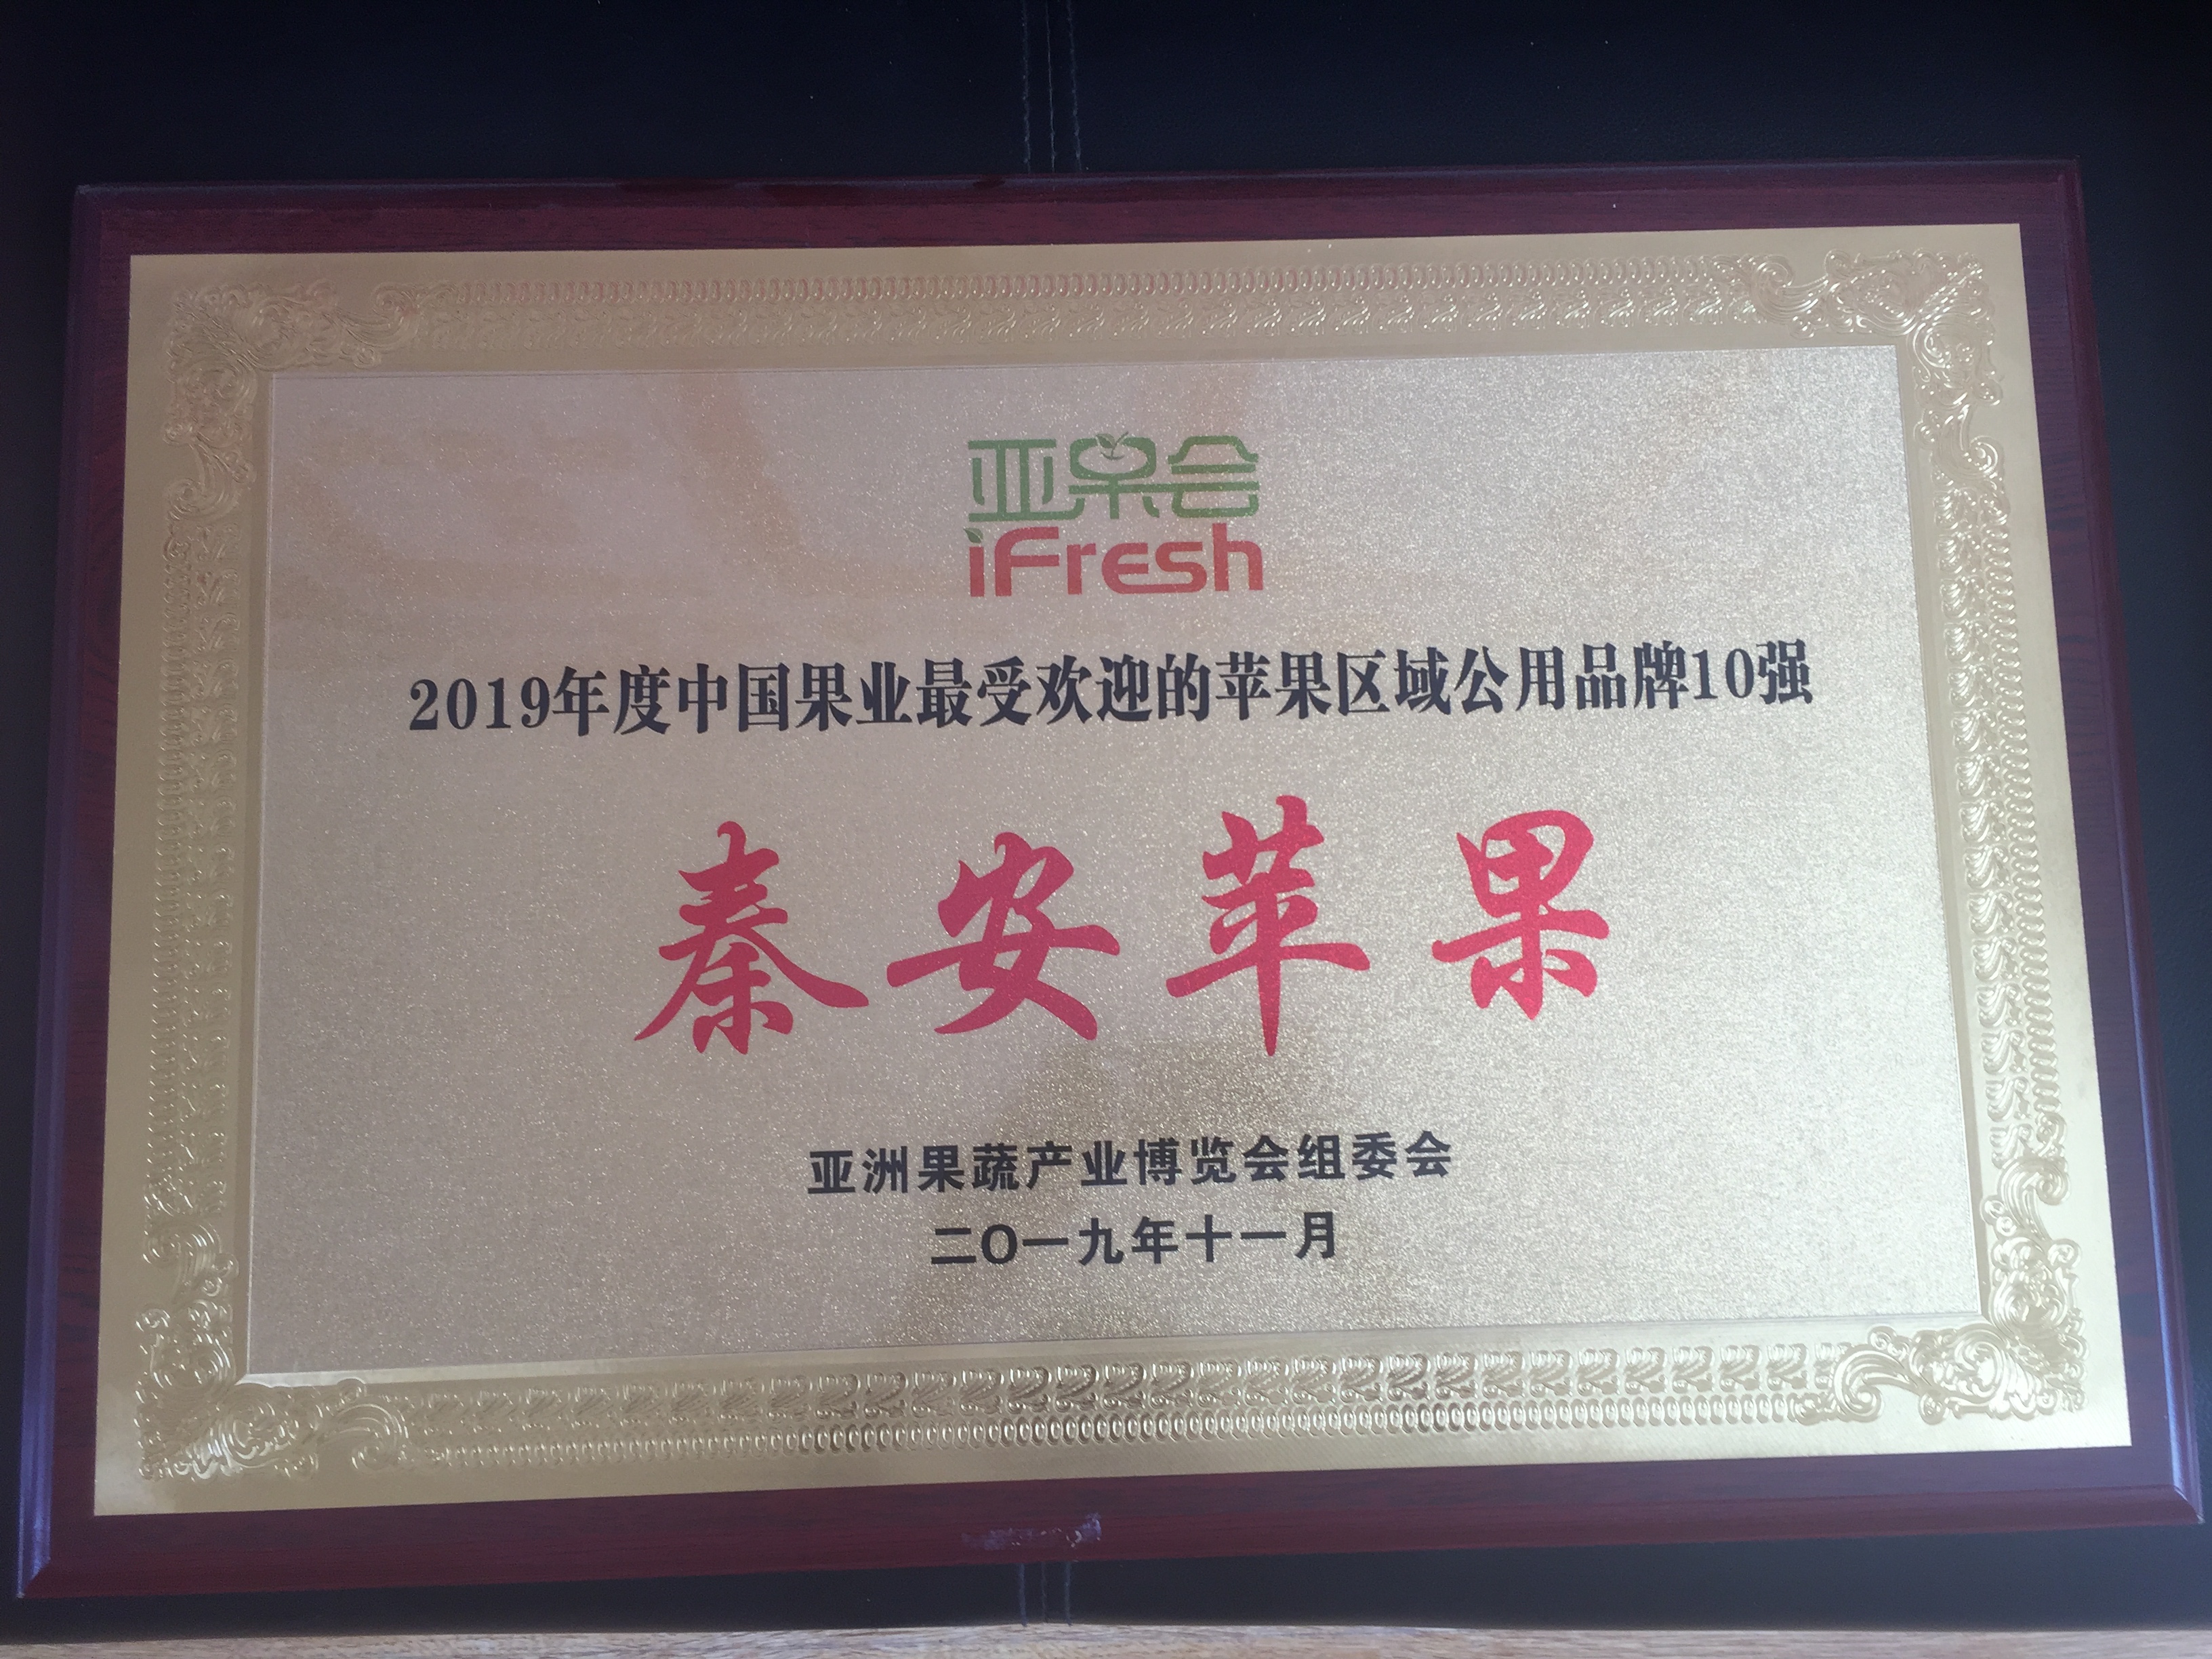 亚果会
iFresh
2019年度中国果业最受欢迎的苹果区域公用品牌10强
秦安苹果
亚洲果蔬产业博览会组委会
二〇一九年十一月